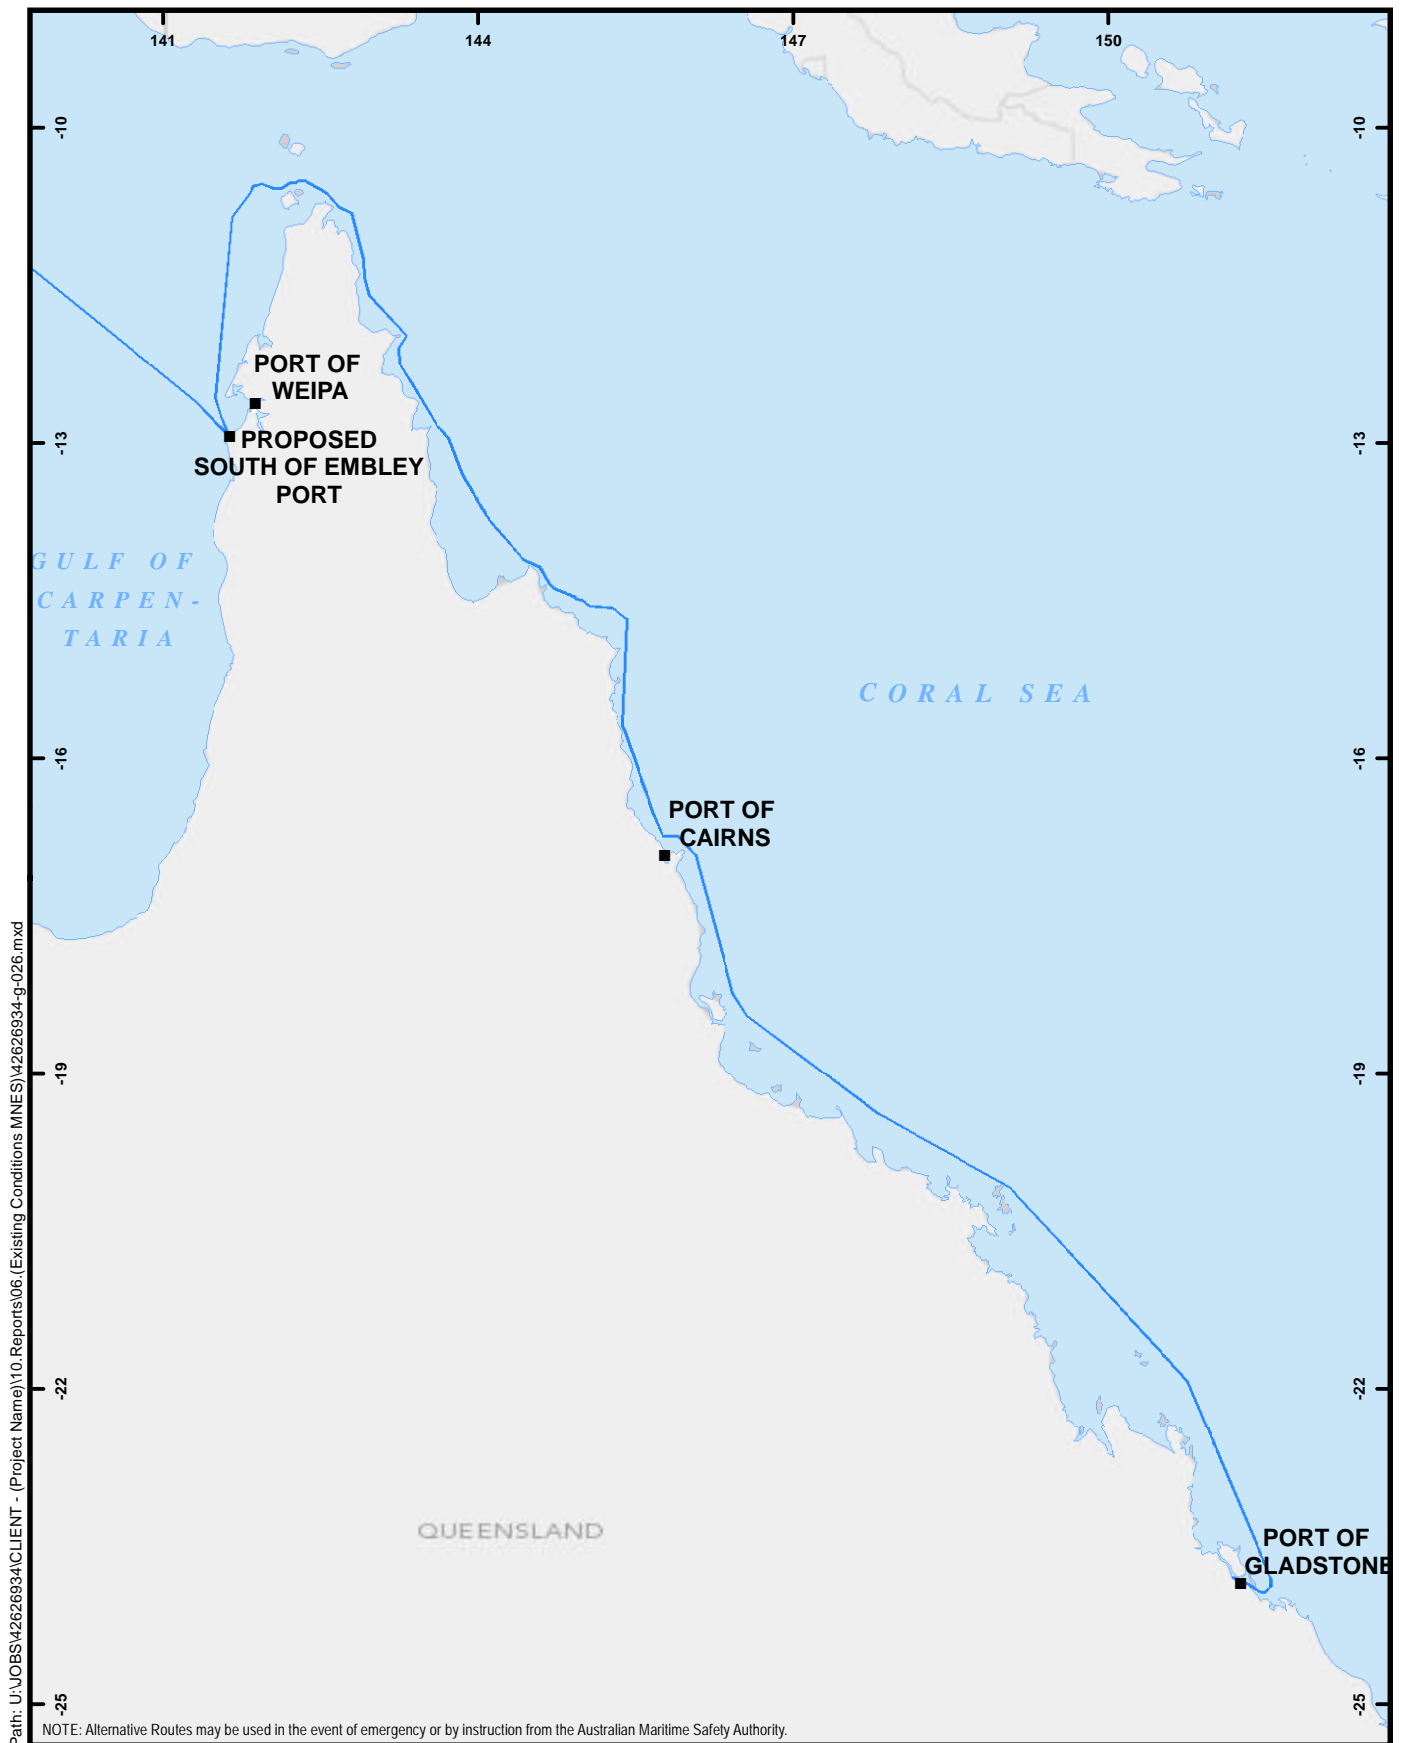 141
144
147
150
-10
-10
PORT OF
WEIPA
-13
PROPOSED
-13
SOUTH OF EMBLEY
PORT
GULF OF
CARPEN-
TARIA
CORAL SEA
-16
-16
PORT OF
CAIRNS
-19
-19
-22
-22
QUEENSLAND
PORT OF
GLADSTONE
-25
-25
NOTE: Alternative Routes may be used in the event of emergency or by instruction from the Australian Maritime Safety Authority.
Path: U:\JOBS\42626934\CLIENT - (Project Name)\10.Reports\06.(Existing Conditions MNES)\42626934-g-026.mxd